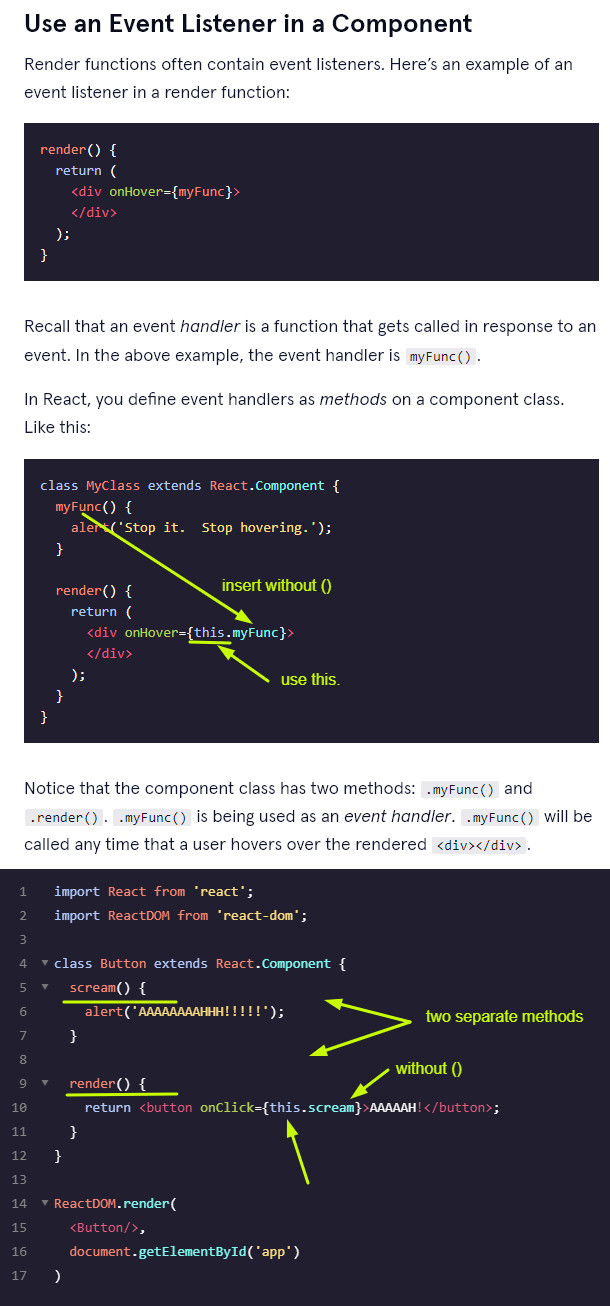 Use an Event Listener in a Component
Render functions often contain event listeners. Here’s an example of an
event listener in a render function:
render() {
  return (
    <div onHover={myFunc}>
    </div>
  );
}
Recall that an event handler is a function that gets called in response to an
event. In the above example, the event handler is myFunc() .
In React, you define event handlers as methods on a component class.
Like this:
class MyClass extends React.Component {
  myFunc() {
    alert('Stop it.  Stop hovering.');
  }
insert without ()
  render() {
    return (
      <div onHover={this.myFunc}>
      </div>
use this.
    );
  }
}
Notice that the component class has two methods: .myFunc() and
.render() . .myFunc() is being used as an event handler. .myFunc() will be
called any time that a user hovers over the rendered <div></div> .
1 import React from 'react';
2 import ReactDOM from 'react-dom';
3
4 class Button extends React.Component {
5   scream() {
6     alert('AAAAAAAAHHH!!!!!');
two separate methods
7   }
8
without ()
9   render() {
10     return <button onClick={this.scream}>AAAAAH!</button>;
11   }
12 }
13
14 ReactDOM.render(
15   <Button/>,
16   document.getElementById('app')
17 )